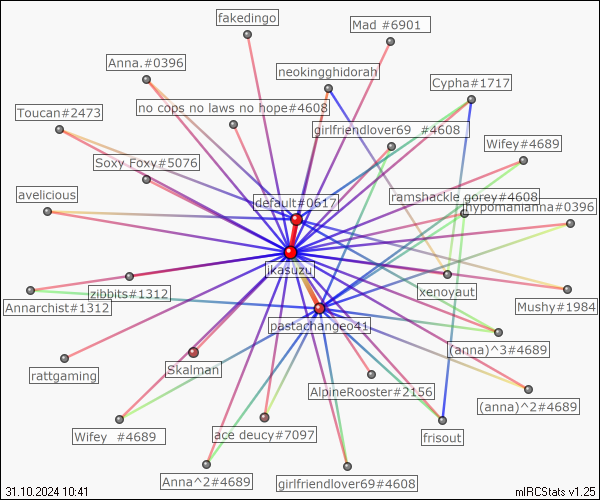 fakedingo
Mad #6901
Anna.#0396
neokingghidorah
Cypha#1717
Toucan#2473
no cops no laws no hope#4608
girlfriendlover69 #4608
Wifey#4689
Soxy Foxy#5076
avelicious
default#0617
ramshackle gorey#4608
hypomanianna#0396
ikasuzu
zibbits#1312
xenoyaut
Mushy#1984
Annarchist#1312
pastachangeo41
(anna)^3#4689
rattgaming
Skalman
AlpineRooster#2156
(anna)^2#4689
Wifey #4689
ace deucy#7097
frisout
Anna^2#4689
girlfriendlover69#4608
31.10.2024 10:41
mIRCStats v1.25